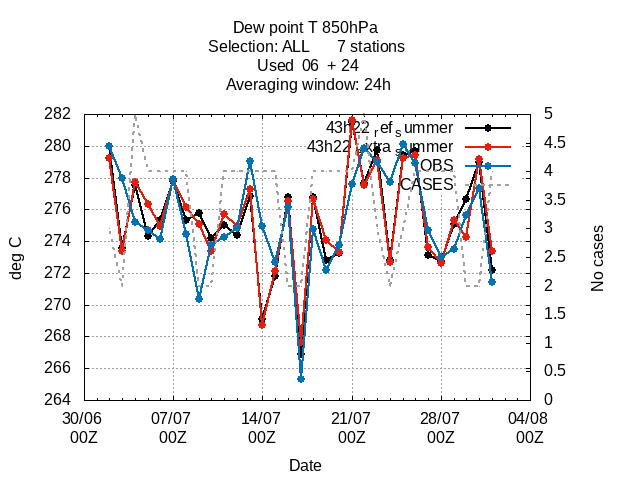 Dew point T 850hPa
Selection: ALL 7 stations
Used 06 + 24
Averaging window: 24h
282
280
278
276
274
272
270
268
266
264
deg C
43h22_ref_summer
43h22_extra_summer
OBS
CASES
5
4.5
4
3.5
3
2.5
2
1.5
1
0.5
0
No cases
30/06 07/07 14/07 21/07 28/07 04/08
00Z 00Z 00Z 00Z 00Z 00Z
Date